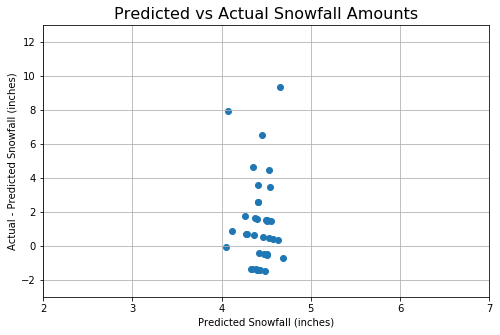 Predicted vs Actual Snowfall Amounts
12
10
8
6
4
2
0
−2
Actual - Predicted Snowfall (inches)
2 3 4 5 6 7
Predicted Snowfall (inches)